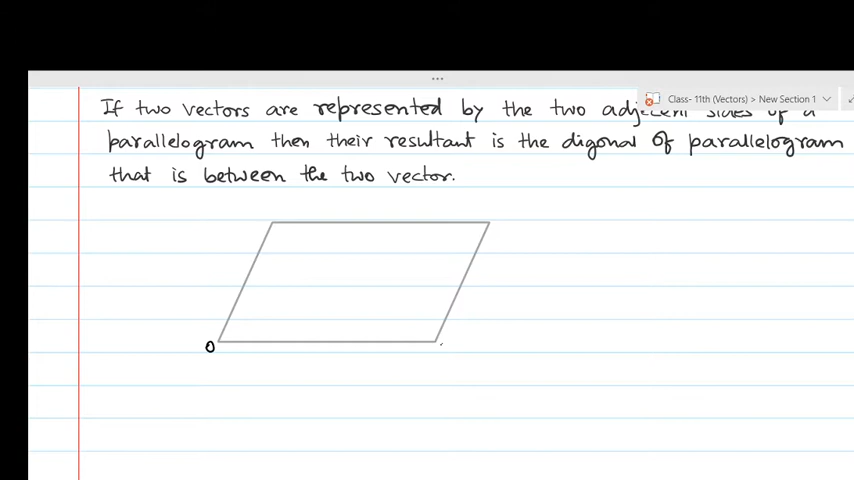 Class- 11th (Vectors) > New Section 1
If two vectors are represented by the two adjecent sides of a
parallelogram then their resultant is the digonal of parallelogram
that is between the two vector.
O